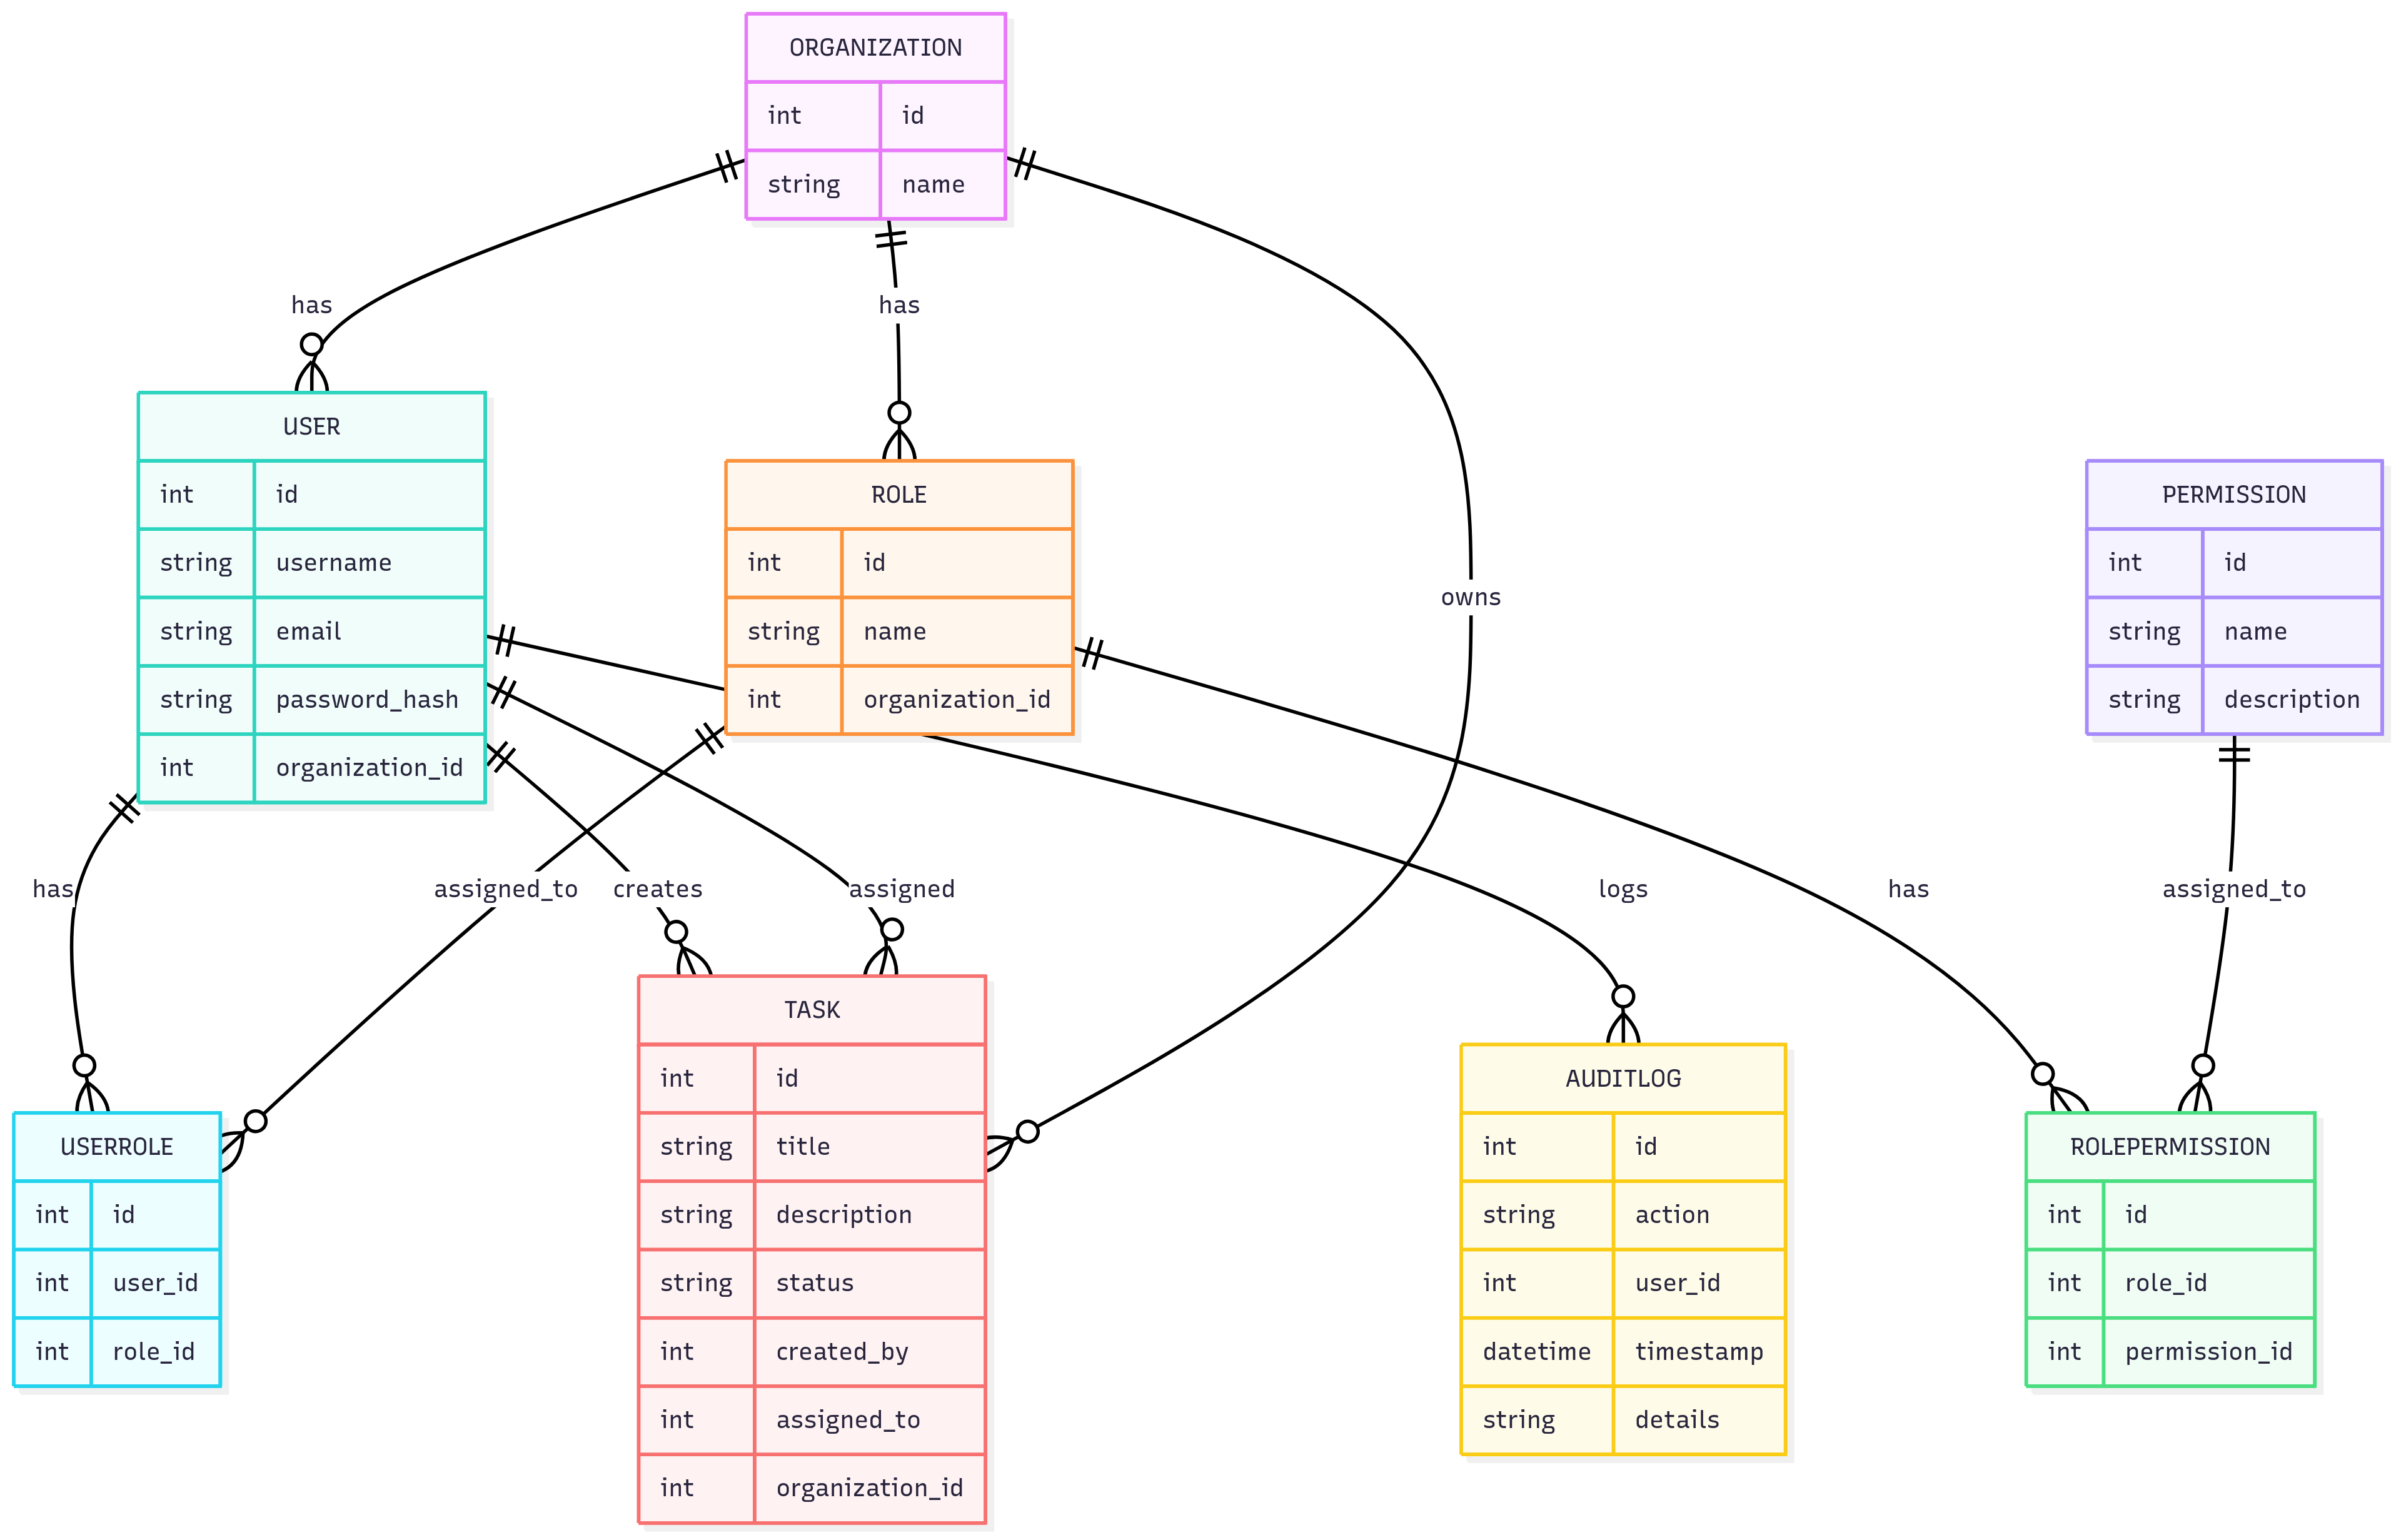 ORGANIZATION
int id
string name
has
has
owns
USER
int id
string username
string email
string password_hash
int organization_id
ROLE
int id
string name
int organization_id
PERMISSION
int id
string name
string description
has
assigned_to
creates
assigned
logs
has
assigned_to
USERROLE
int id
int user_id
int role_id
TASK
int id
string title
string description
string status
int created_by
int assigned_to
int organization_id
AUDITLOG
int id
string action
int user_id
datetime timestamp
string details
ROLEPERMISSION
int id
int role_id
int permission_id